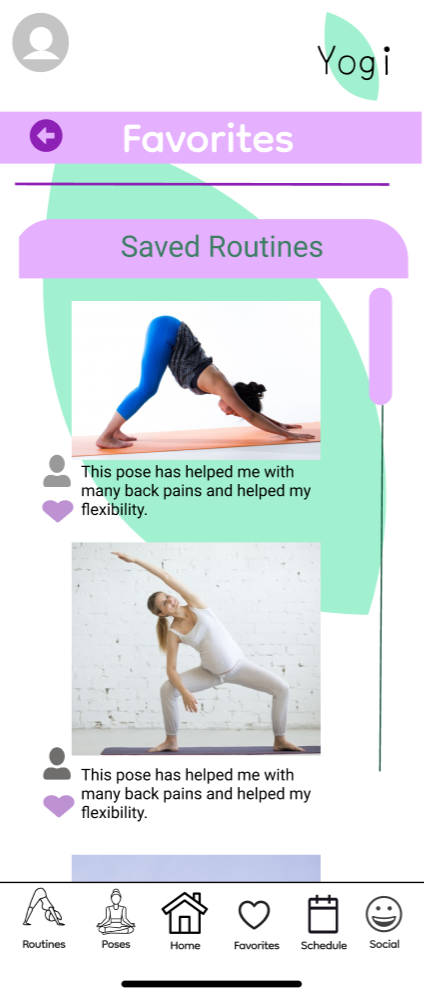 Yogi
Favorites
Saved Routines
This pose has helped me with
many back pains and helped my
flexibility.
This pose has helped me with
many back pains and helped my
flexibility.
Routines Poses Home Favorites Schedule Social